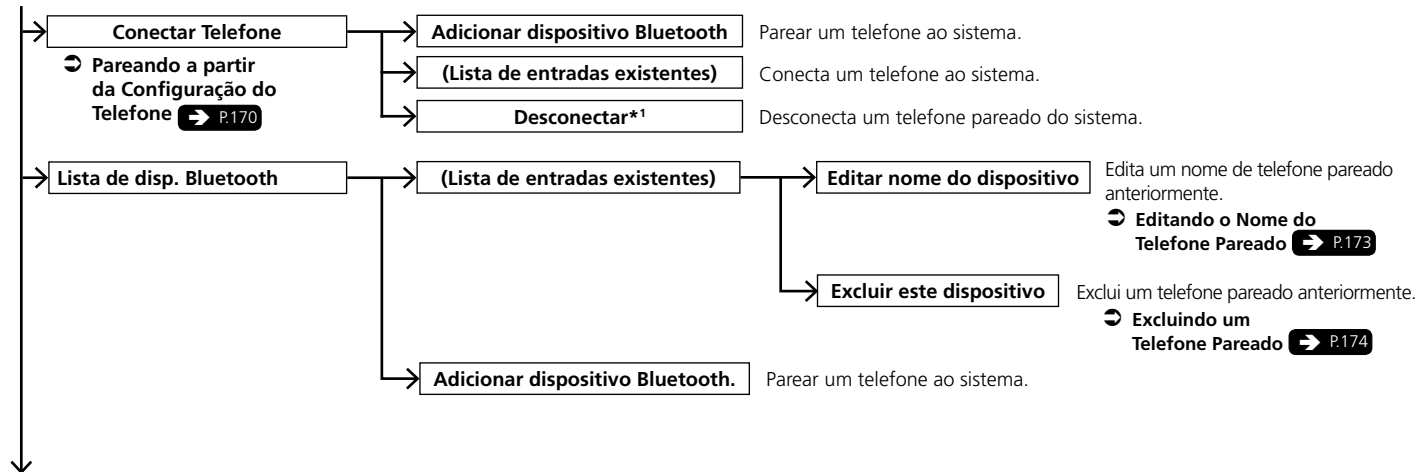 Conectar Telefone
Adicionar dispositivo Bluetooth
Parear um telefone ao sistema.
Pareando a partir
da Configuração do
Telefone P.170
(Lista de entradas existentes)
Conecta um telefone ao sistema.
Desconectar*1
Desconecta um telefone pareado do sistema.
Lista de disp. Bluetooth
(Lista de entradas existentes)
Editar nome do dispositivo
Edita um nome de telefone pareado
anteriormente.
Editando o Nome do
Telefone Pareado P.173
Excluir este dispositivo
Exclui um telefone pareado anteriormente.
Excluindo um
Telefone Pareado P.174
Adicionar dispositivo Bluetooth.
Parear um telefone ao sistema.